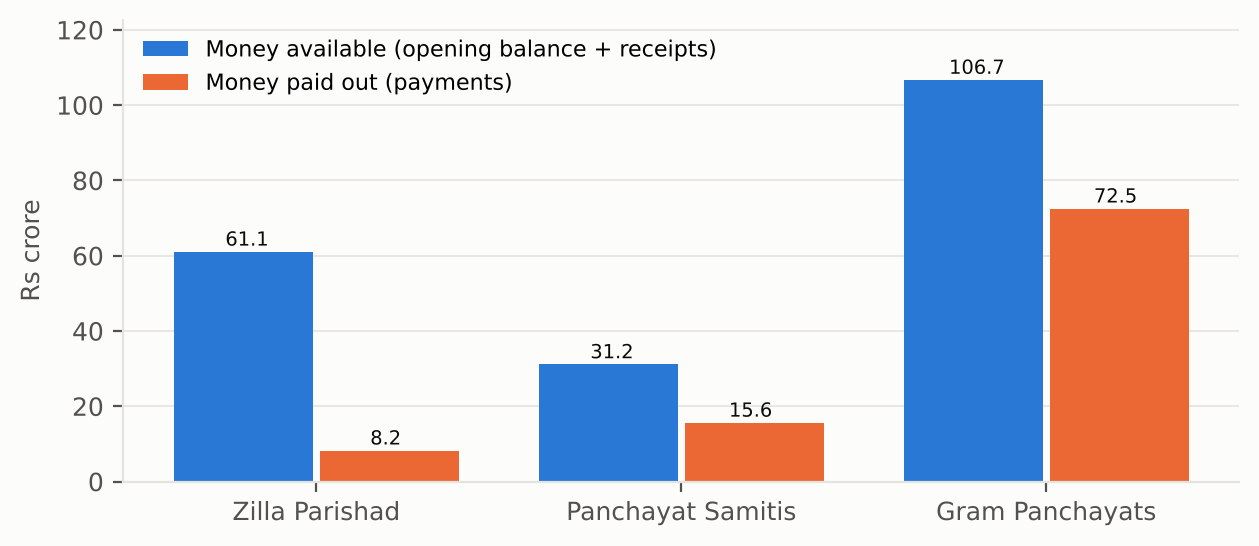 Money available (opening balance + receipts)
Money paid out (payments)
Rs crore
120
100
80
60
40
20
0
61.1
8.2
31.2
15.6
106.7
72.5
Zilla Parishad
Panchayat Samitis
Gram Panchayats